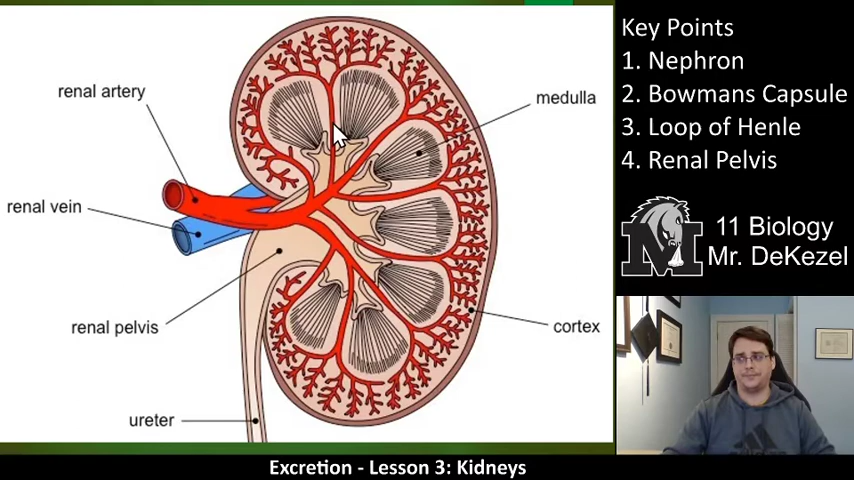 renal artery
medulla
renal vein
renal pelvis
cortex
ureter
Key Points
1. Nephron
2. Bowmans Capsule
3. Loop of Henle
4. Renal Pelvis
M
11 Biology
Mr. DeKezel
adidas
Excretion - Lesson 3: Kidneys